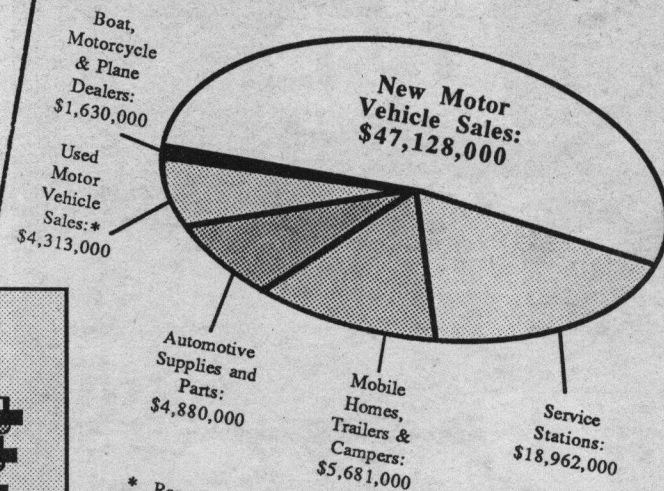 Boat,
Motorcycle
& Plane
Dealers:
$1,630,000
New Motor
Vehicle Sales:
$47,128,000
Used
Motor
Vehicle
Sales:*
$4,313,000
Automotive
Supplies and
Parts:
$4,880,000
Mobile
Homes,
Trailers &
Campers:
$5,681,000
Service
Stations:
$18,962,000
*